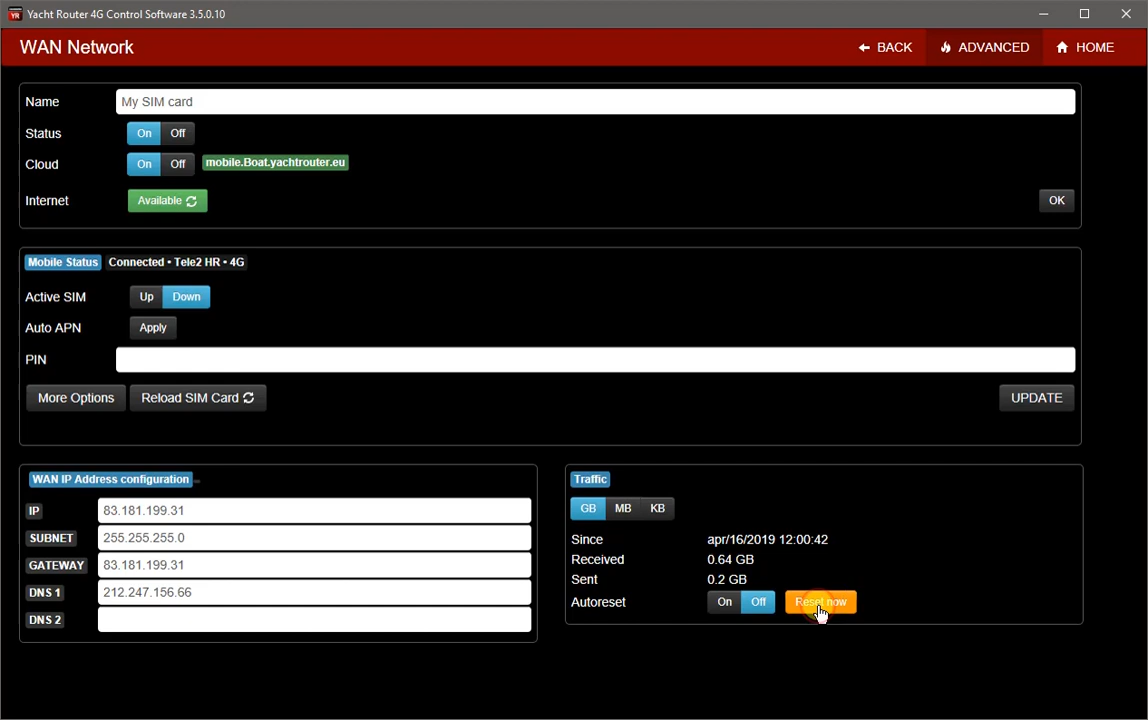 YR Yacht Router 4G Control Software 3.5.0.10
WAN Network
BACK
ADVANCED
HOME
Name
My SIM card
Status
On Off
Cloud
On Off mobile.Boat.yachtrouter.eu
Internet
Available
OK
Mobile Status Connected • Tele2 HR • 4G
Active SIM
Up Down
Auto APN
Apply
PIN
More Options
Reload SIM Card
UPDATE
WAN IP Address configuration
IP 83.181.199.31
SUBNET 255.255.255.0
GATEWAY 83.181.199.31
DNS 1 212.247.156.66
DNS 2
Traffic
GB MB KB
Since apr/16/2019 12:00:42
Received 0.64 GB
Sent 0.2 GB
Autoreset On Off Reset now